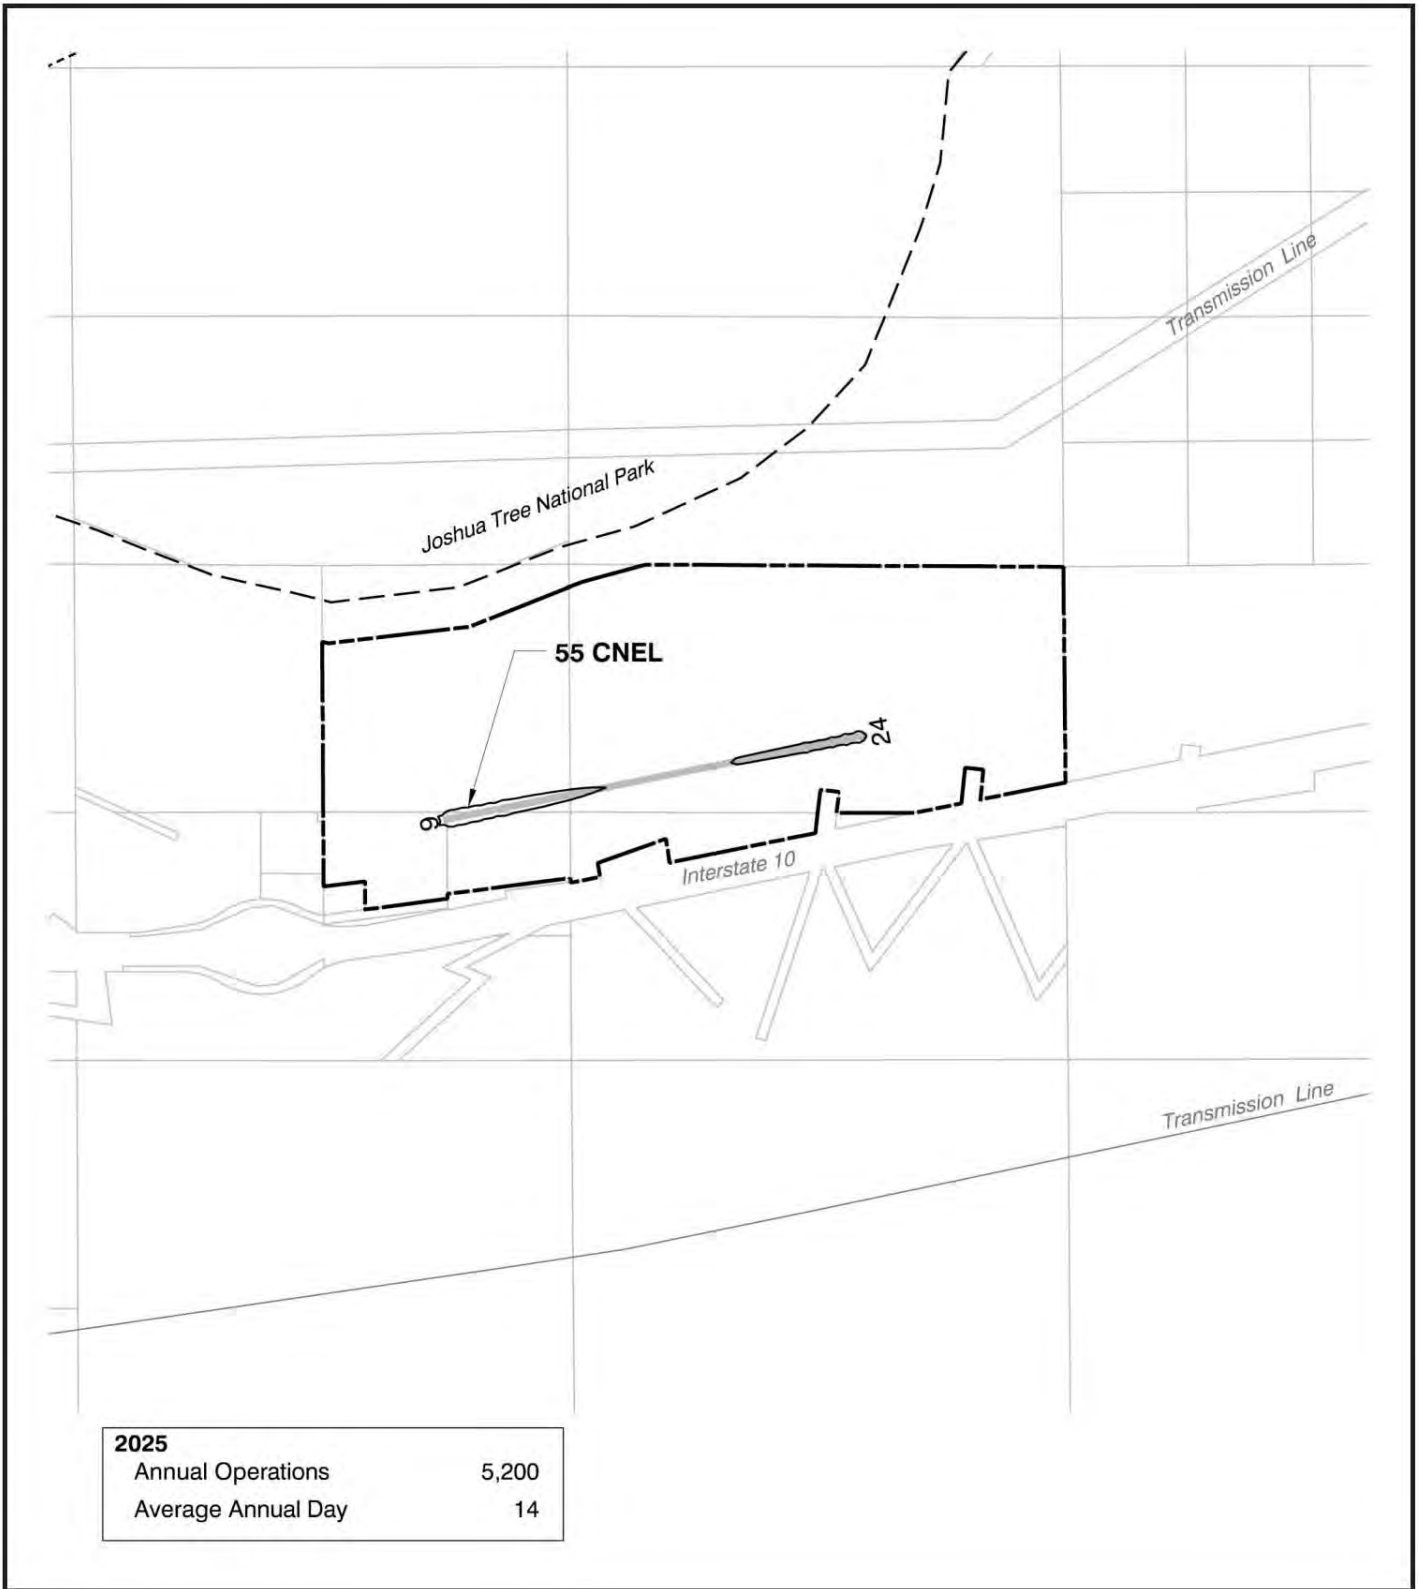 Transmission Line
Joshua Tree National Park
55 CNEL
24
6
Interstate 10
Transmission Line
2025
Annual Operations 5,200
Average Annual Day 14